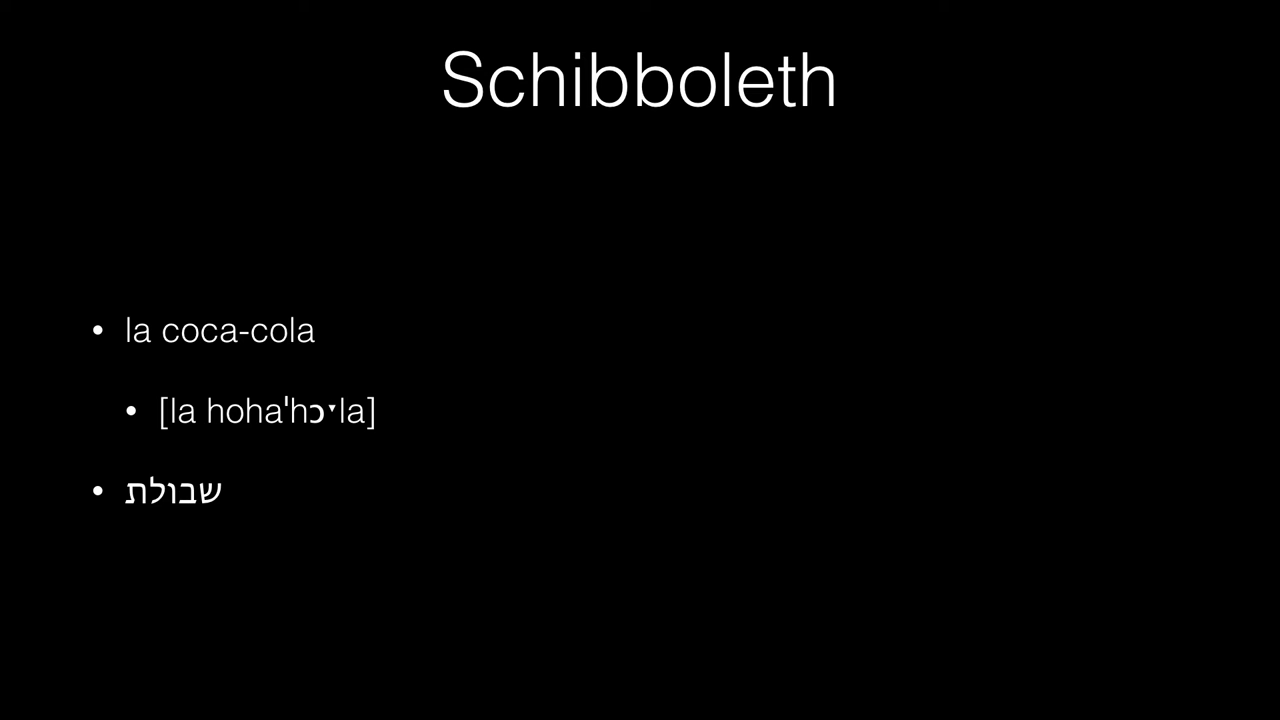 Schibboleth
• la coca-cola
• [la hohaˈhɔˑla]
• שבולת